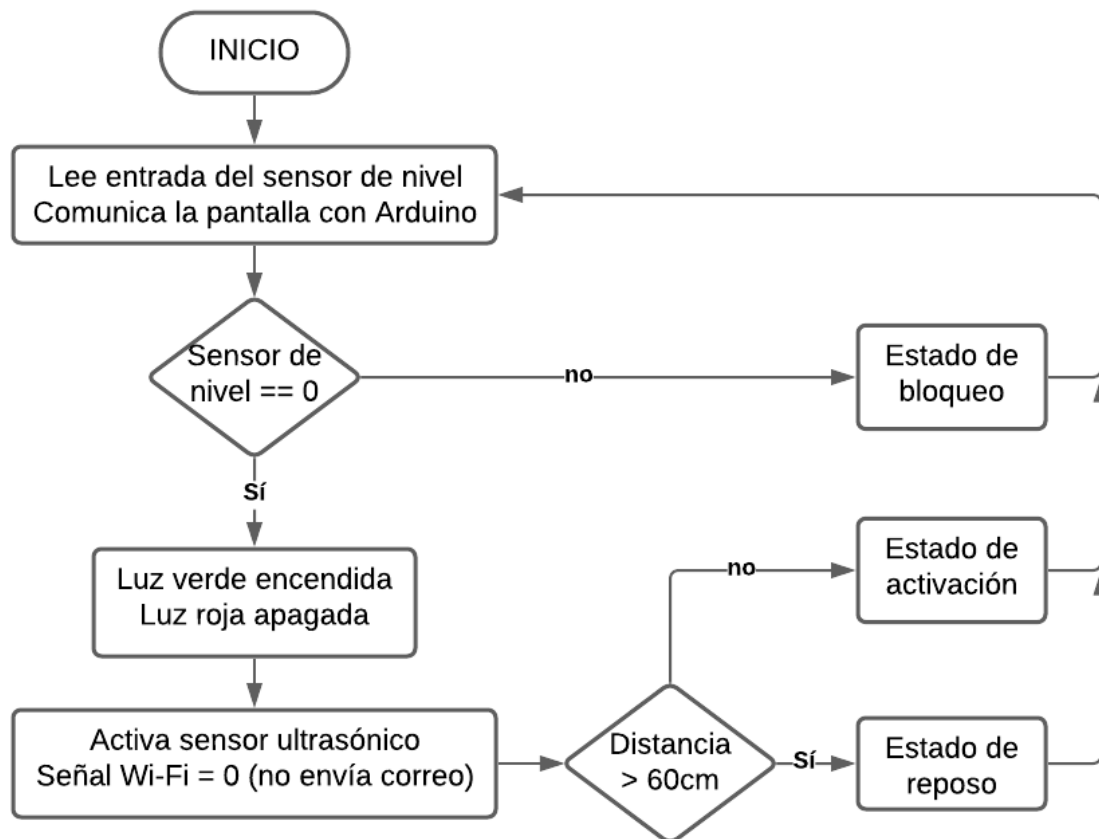 INICIO
Lee entrada del sensor de nivel
Comunica la pantalla con Arduino
Sensor de
nivel == 0
no
Estado de
bloqueo
Sí
Luz verde encendida
Luz roja apagada
no
Estado de
activación
Activa sensor ultrasónico
Señal Wi-Fi = 0 (no envía correo)
Distancia
> 60cm
Sí
Estado de
reposo